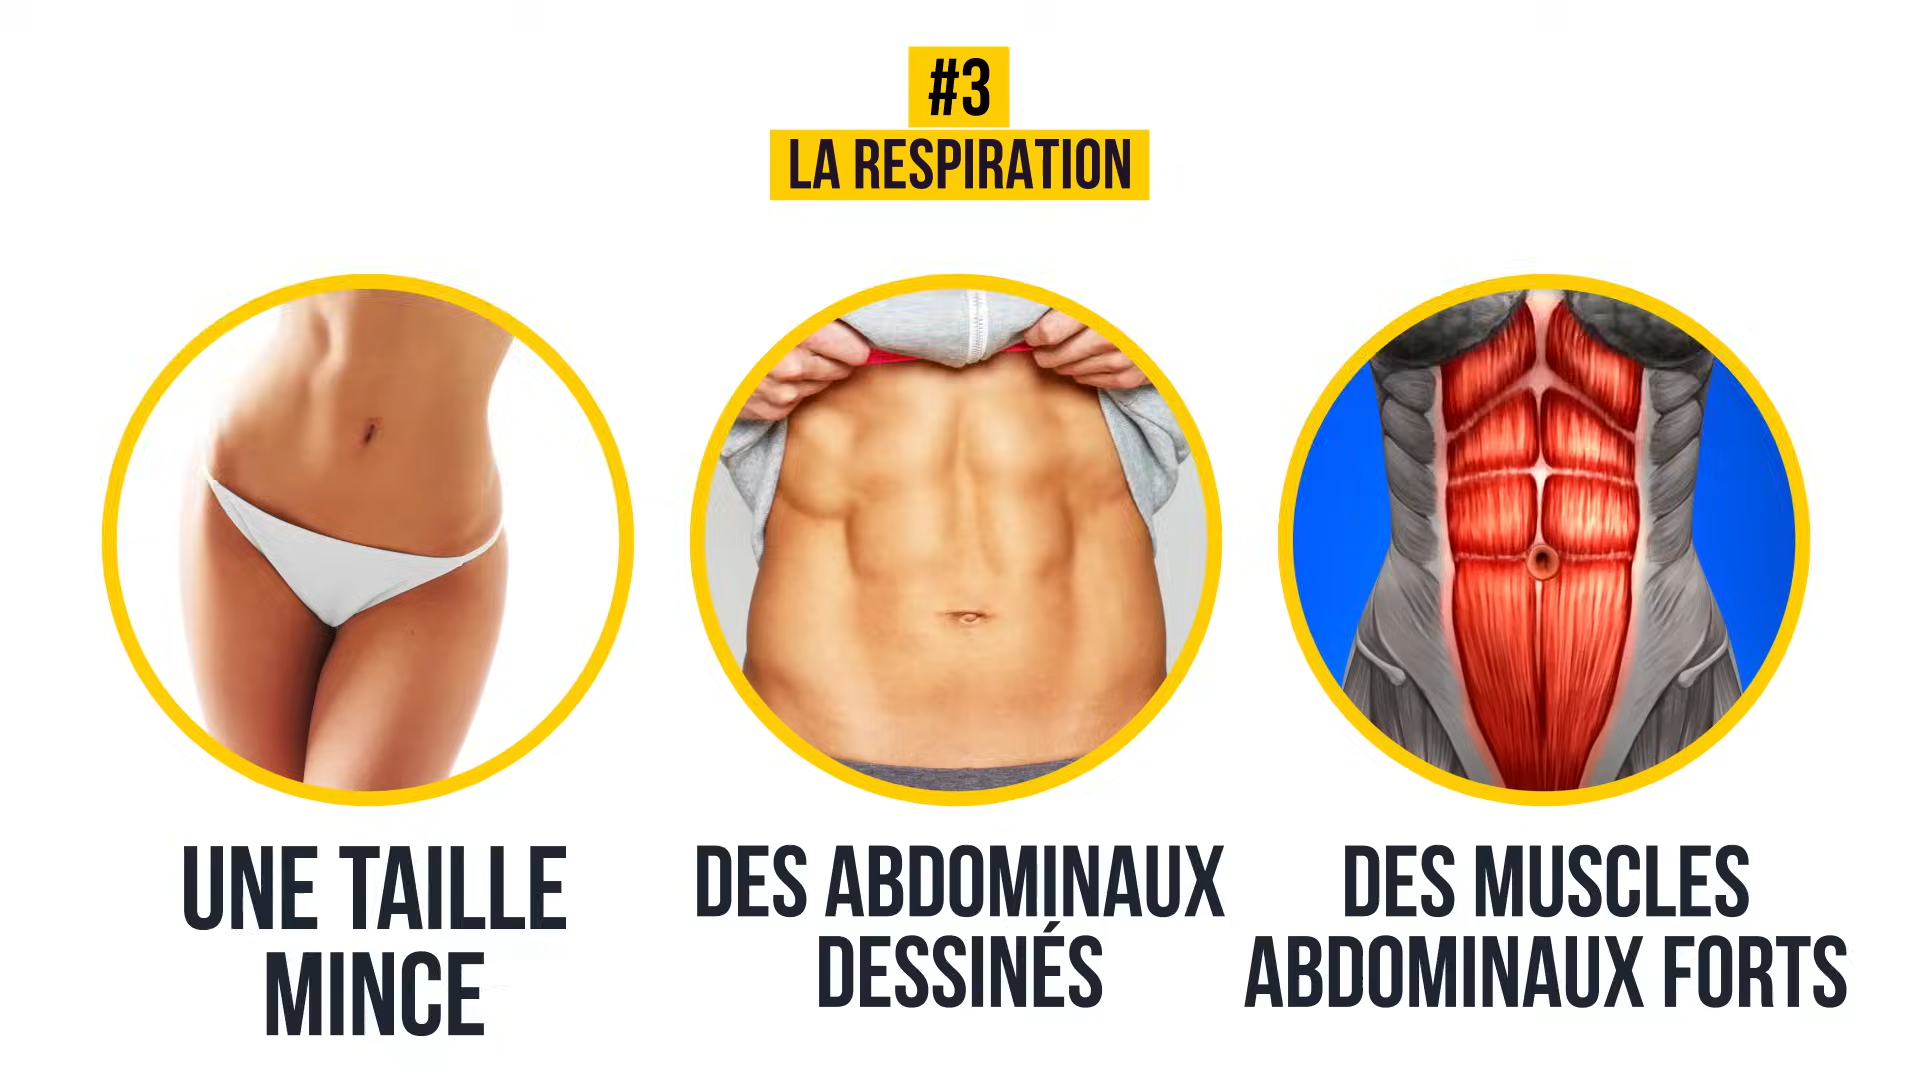 #3
LA RESPIRATION
UNE TAILLE
MINCE
DES ABDOMINAUX
DESSINÉS
DES MUSCLES
ABDOMINAUX FORTS